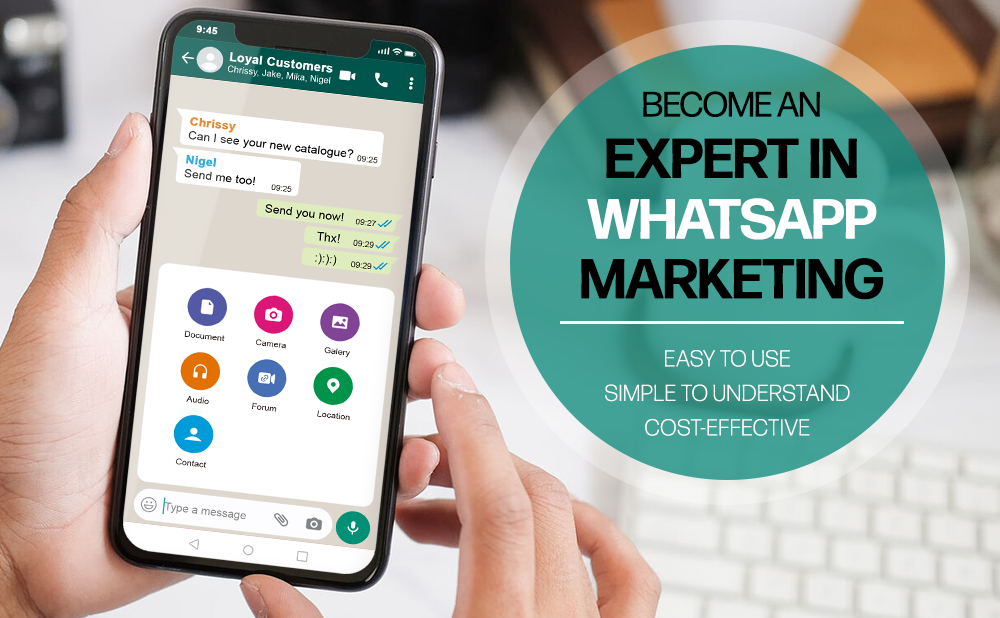 9:45
Loyal Customers
Chrissy, Jake, Mika, Nigel
Chrissy
Can I see your new catalogue? 09:25
Nigel
Send me too! 09:25
Send you now! 09:27
Thx! 09:29
:):):) 09:29
Document
Camera
Galery
Audio
Forum
Location
Contact
Type a message
BECOME AN
EXPERT IN
WHATSAPP
MARKETING
EASY TO USE
SIMPLE TO UNDERSTAND
COST-EFFECTIVE